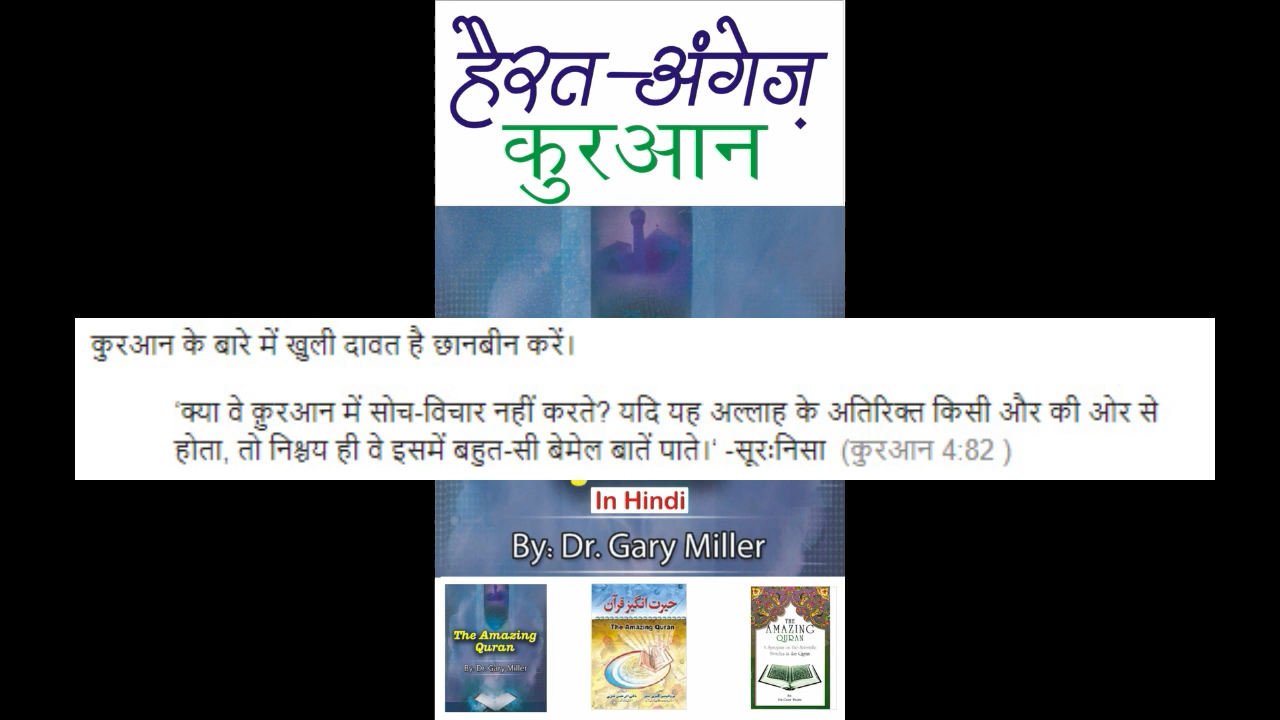 हैरत-अंगेज़
कुरआन
कुरआन के बारे में खुली दावत है छानबीन करें।
‘क्या वे क़ुरआन में सोच-विचार नहीं करते? यदि यह अल्लाह के अतिरिक्त किसी और की ओर से
होता, तो निश्चय ही वे इसमें बहुत-सी बेमेल बातें पाते।‘ -सूरःनिसा (कुरआन 4:82 )
In Hindi
By: Dr. Gary Miller
The Amazing
Quran
By: Dr. Gary Miller
حیرت انگیز قرآن
The Amazing Quran
THE
AMAZING
QURAN